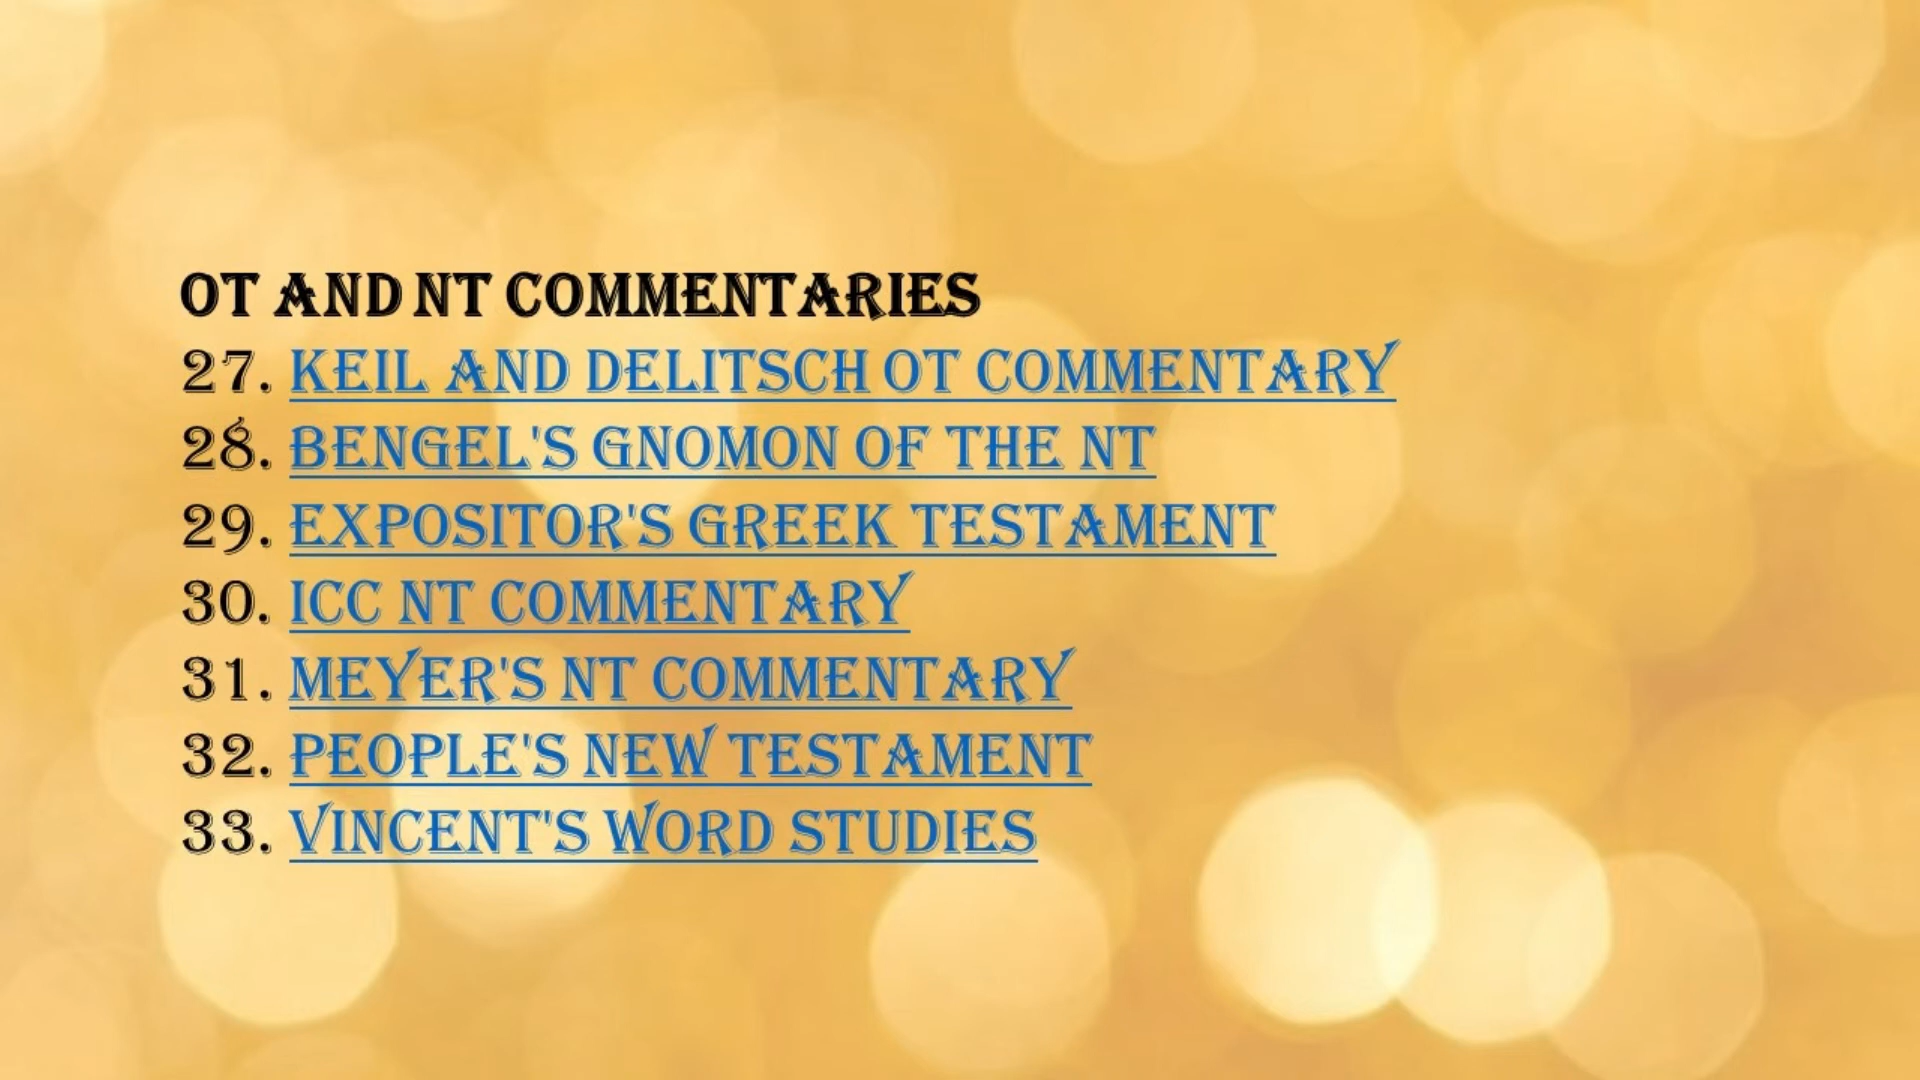 OT AND NT COMMENTARIES
27. KEIL AND DELITSCH OT COMMENTARY
28. BENGEL'S GNOMON OF THE NT
29. EXPOSITOR'S GREEK TESTAMENT
30. ICC NT COMMENTARY
31. MEYER'S NT COMMENTARY
32. PEOPLE'S NEW TESTAMENT
33. VINCENT'S WORD STUDIES